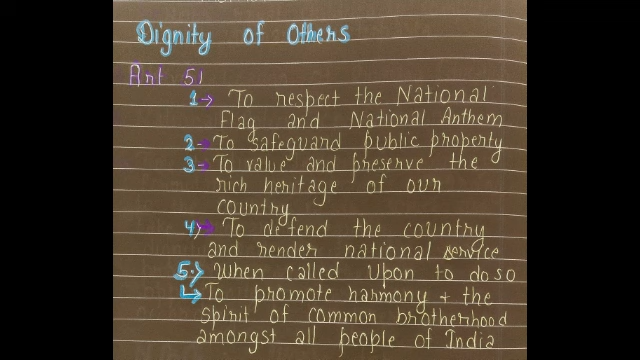 Dignity of Others
Art 51
1→ To respect the National
Flag and National Anthem
2→ To safeguard public property
3→ To value and preserve the
rich heritage of our
country
4)→ To defend the country
and render national service
5.) When called upon to do so
↳ To promote harmony + the
spirit of common brotherhood
amongst all people of India